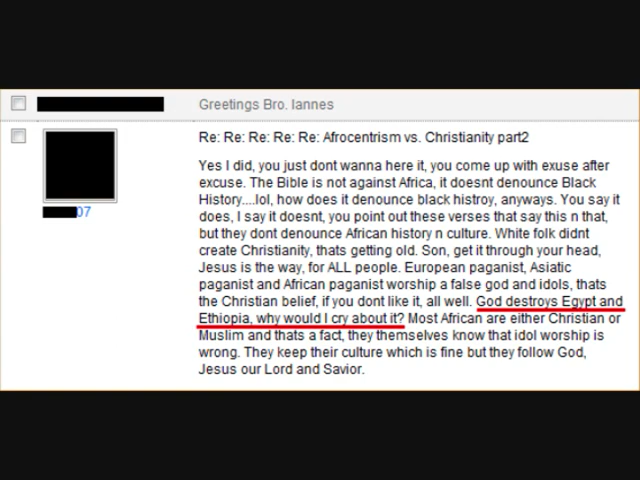 Greetings Bro. Iannes
Re: Re: Re: Re: Re: Afrocentrism vs. Christianity part2
Yes I did, you just dont wanna here it, you come up with exuse after
excuse. The Bible is not against Africa, it doesnt denounce Black
History....lol, how does it denounce black histroy, anyways. You say it
does, I say it doesnt, you point out these verses that say this n that,
but they dont denounce African history n culture. White folk didnt
create Christianity, thats getting old. Son, get it through your head,
Jesus is the way, for ALL people. European paganist, Asiatic
paganist and African paganist worship a false god and idols, thats
the Christian belief, if you dont like it, all well. God destroys Egypt and
Ethiopia, why would I cry about it? Most African are either Christian or
Muslim and thats a fact, they themselves know that idol worship is
wrong. They keep their culture which is fine but they follow God,
Jesus our Lord and Savior.
07